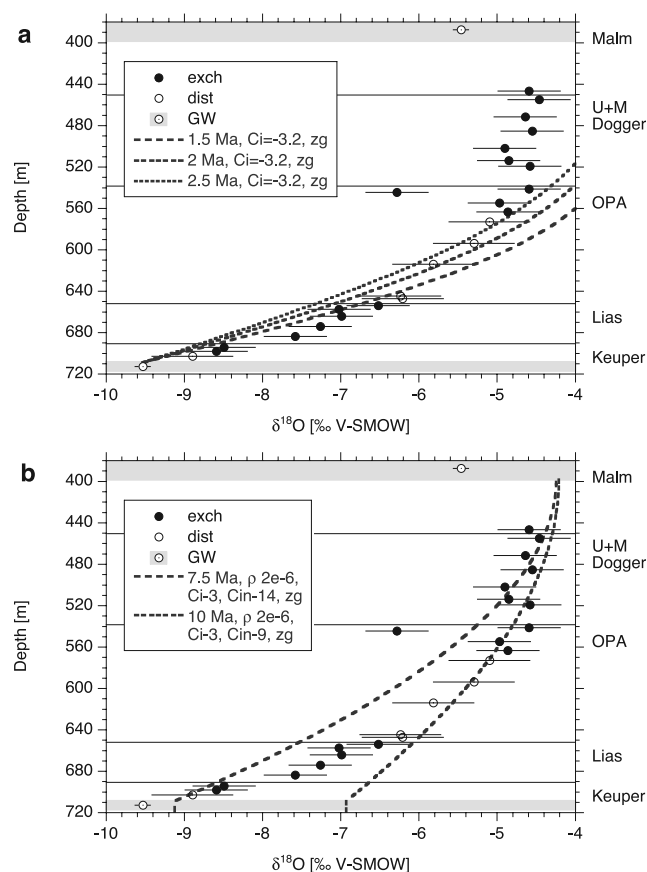 a
400
440
480
520
560
600
640
680
720
Depth [m]
exch
dist
GW
1.5 Ma, Ci=-3.2, zg
2 Ma, Ci=-3.2, zg
2.5 Ma, Ci=-3.2, zg
Malm
U+M
Dogger
OPA
Lias
Keuper
-10 -9 -8 -7 -6 -5 -4
δ¹⁸O [‰ V-SMOW]
b
400
440
480
520
560
600
640
680
720
Depth [m]
exch
dist
GW
7.5 Ma, ρ 2e-6,
Ci-3, Cin-14, zg
10 Ma, ρ 2e-6,
Ci-3, Cin-9, zg
Malm
U+M
Dogger
OPA
Lias
Keuper
-10 -9 -8 -7 -6 -5 -4
δ¹⁸O [‰ V-SMOW]